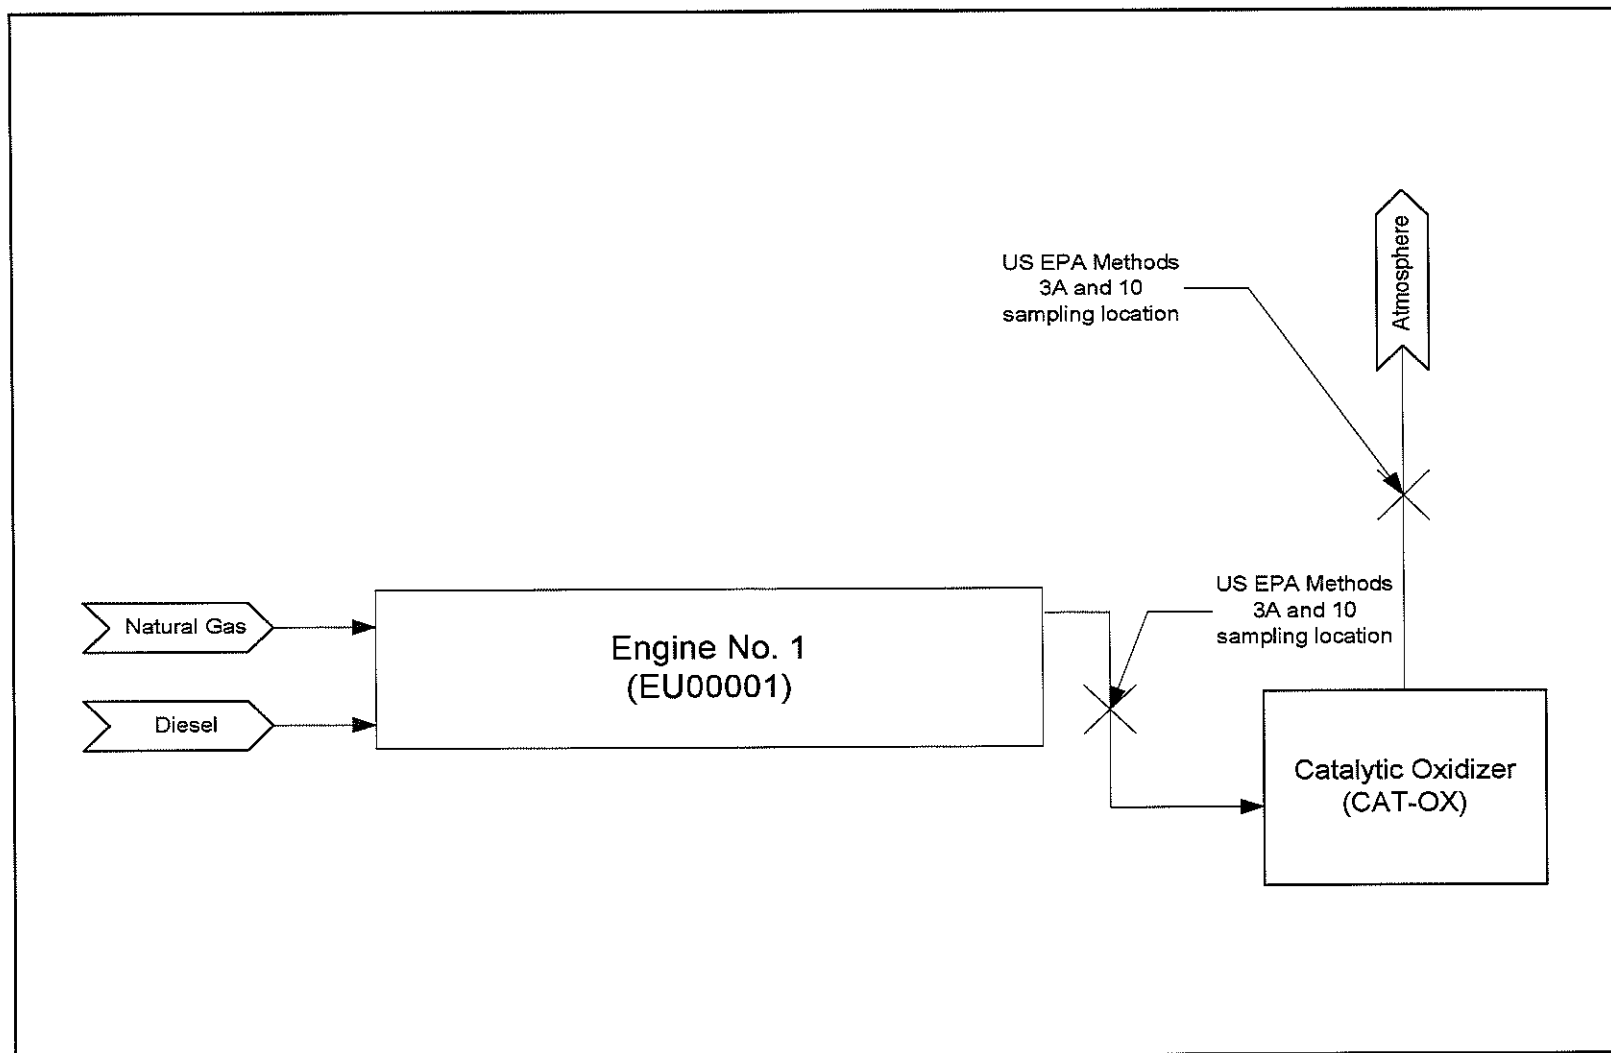 US EPA Methods
3A and 10
sampling location
Atmosphere
US EPA Methods
3A and 10
sampling location
Natural Gas
Engine No. 1
(EU00001)
Diesel
Catalytic Oxidizer
(CAT-OX)